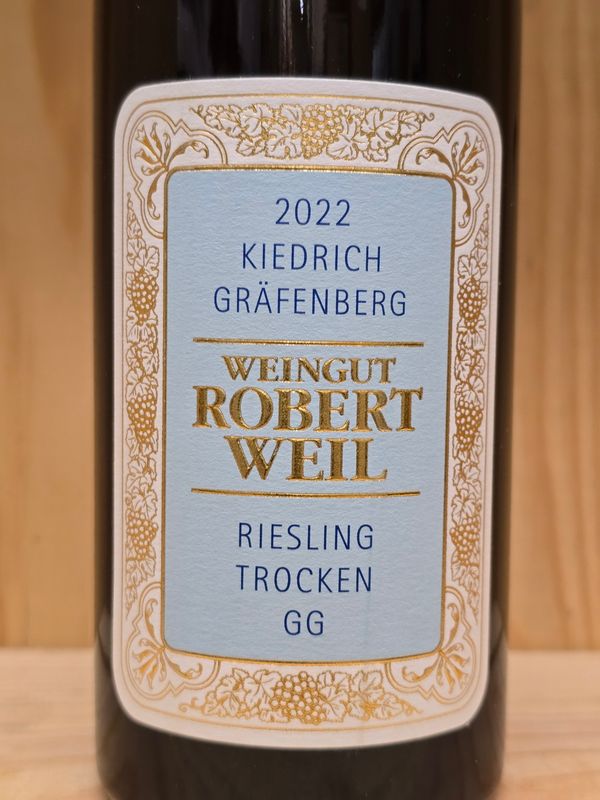 2022
KIEDRICH
GRÄFENBERG
WEINGUT
ROBERT
WEIL
RIESLING
TROCKEN
GG